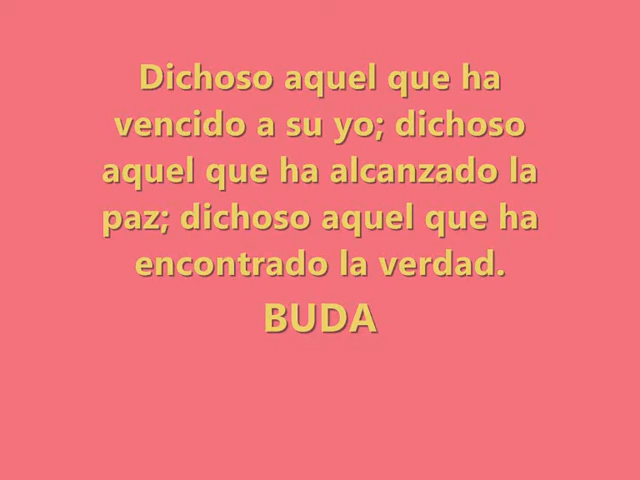 Dichoso aquel que ha
vencido a su yo; dichoso
aquel que ha alcanzado la
paz; dichoso aquel que ha
encontrado la verdad.
BUDA